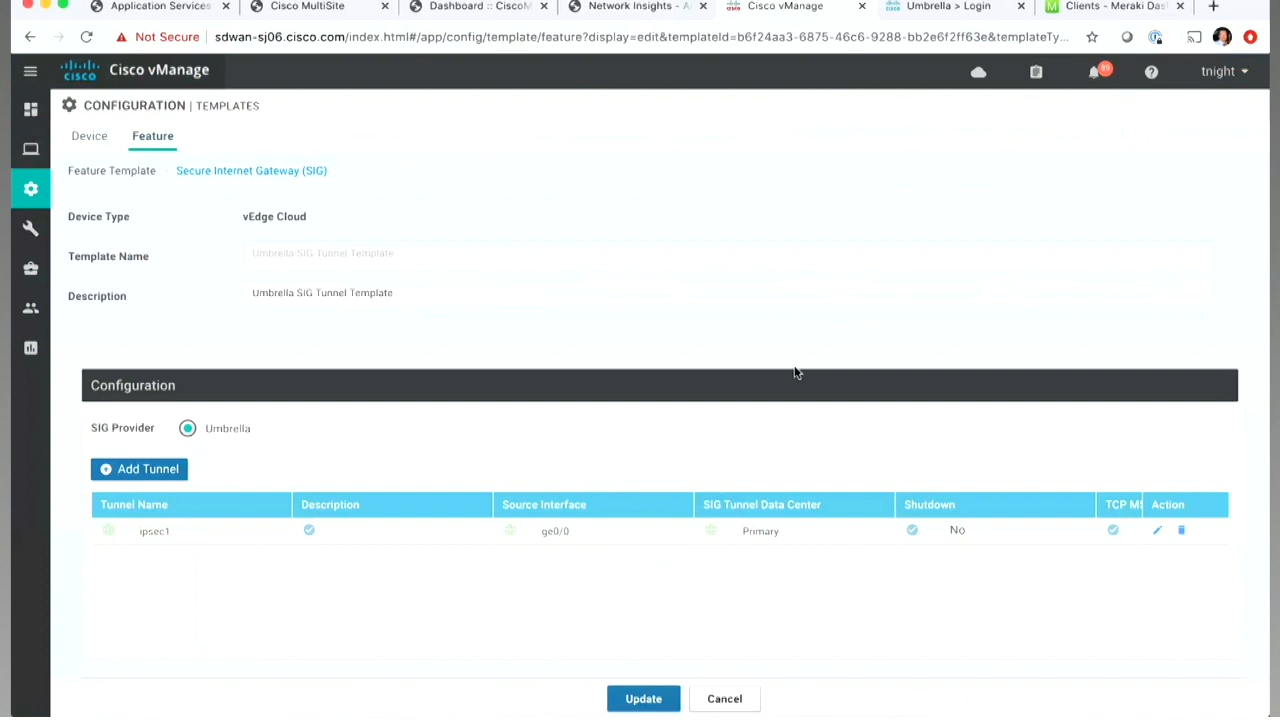 Application Services × Cisco MultiSite × Dashboard :: CiscoM × Network Insights - A × Cisco vManage × Umbrella > Login × Clients - Meraki Das × +
Not Secure | sdwan-sj06.cisco.com/index.html#/app/config/template/feature?display=edit&templateId=b6f24aa3-6875-46c6-9288-bb2e6f2ff63e&templateTy...
cisco Cisco vManage 89 tnight
CONFIGURATION | TEMPLATES
Device Feature
Feature Template Secure Internet Gateway (SIG)
Device Type vEdge Cloud
Template Name Umbrella SIG Tunnel Template
Description Umbrella SIG Tunnel Template
Configuration
SIG Provider Umbrella
Add Tunnel
Tunnel Name Description Source Interface SIG Tunnel Data Center Shutdown TCP MS Action
ipsec1 ge0/0 Primary No
Update Cancel